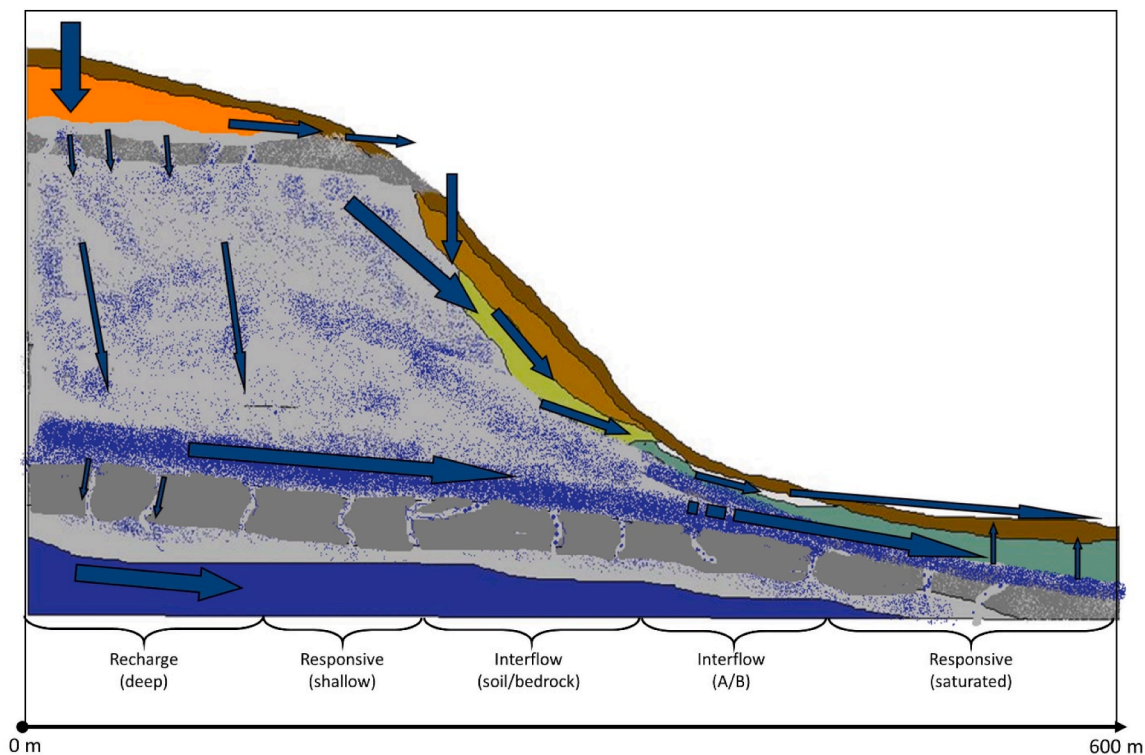 Recharge
(deep)
Responsive
(shallow)
Interflow
(soil/bedrock)
Interflow
(A/B)
Responsive
(saturated)
0 m
600 m